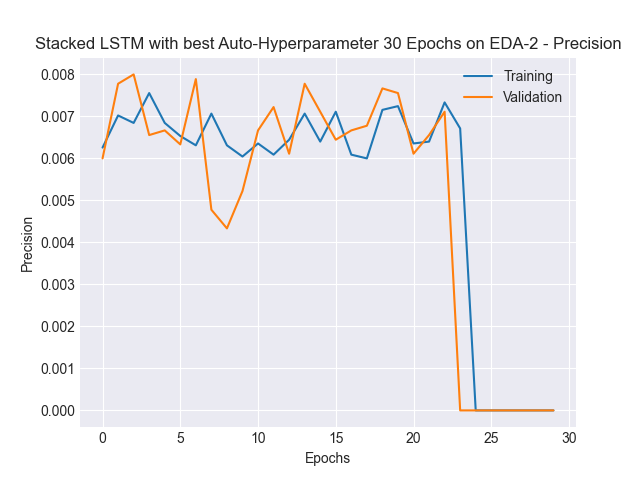 Stacked LSTM with best Auto-Hyperparameter 30 Epochs on EDA-2 - Precision
Training
Validation
0.008
0.007
0.006
0.005
0.004
0.003
0.002
0.001
0.000
Precision
0 5 10 15 20 25 30
Epochs